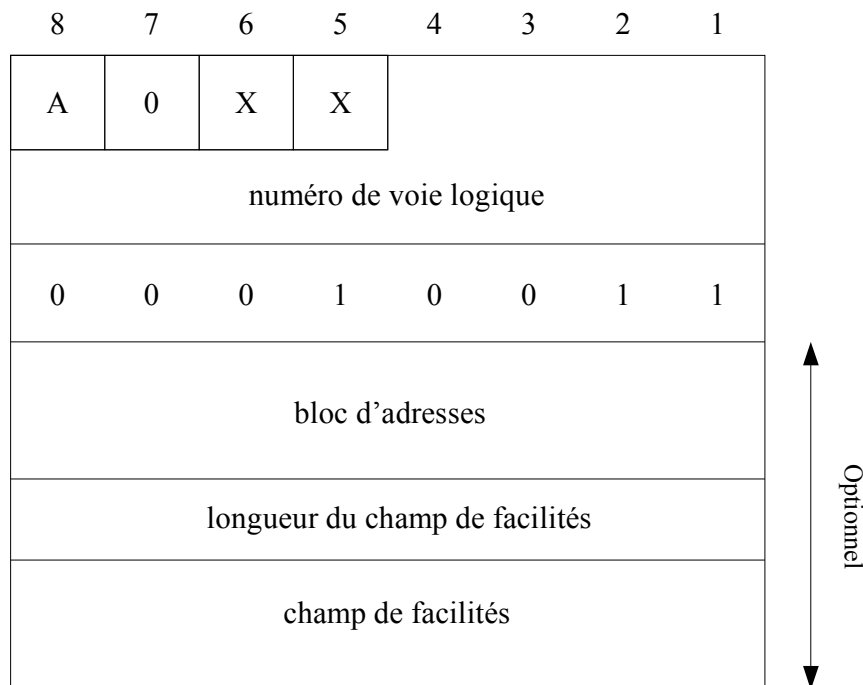 8 7 6 5 4 3 2 1
A 0 X X
numéro de voie logique
0 0 0 1 0 0 1 1
bloc d’adresses
longueur du champ de facilités
champ de facilités
Optionnel